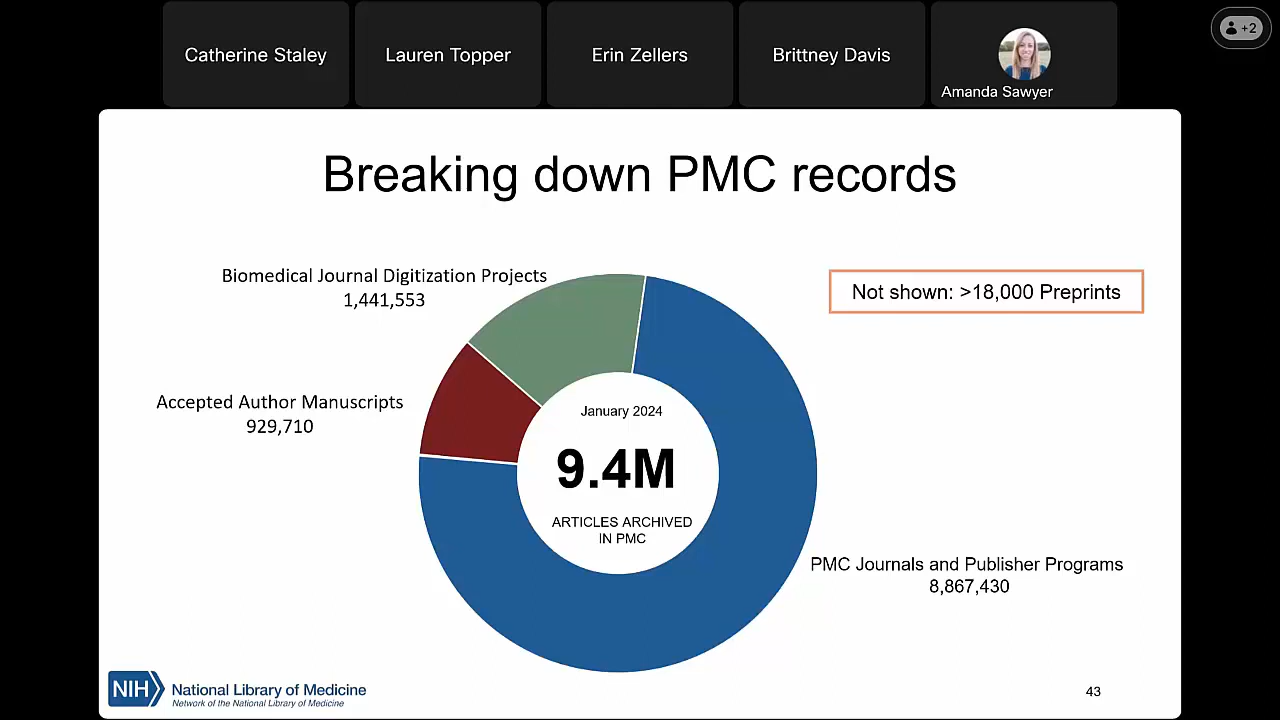 Catherine Staley
Lauren Topper
Erin Zellers
Brittney Davis
Amanda Sawyer
+2
Breaking down PMC records
Biomedical Journal Digitization Projects
1,441,553
Not shown: >18,000 Preprints
Accepted Author Manuscripts
929,710
January 2024
9.4M
ARTICLES ARCHIVED
IN PMC
PMC Journals and Publisher Programs
8,867,430
NIH
National Library of Medicine
Network of the National Library of Medicine
43